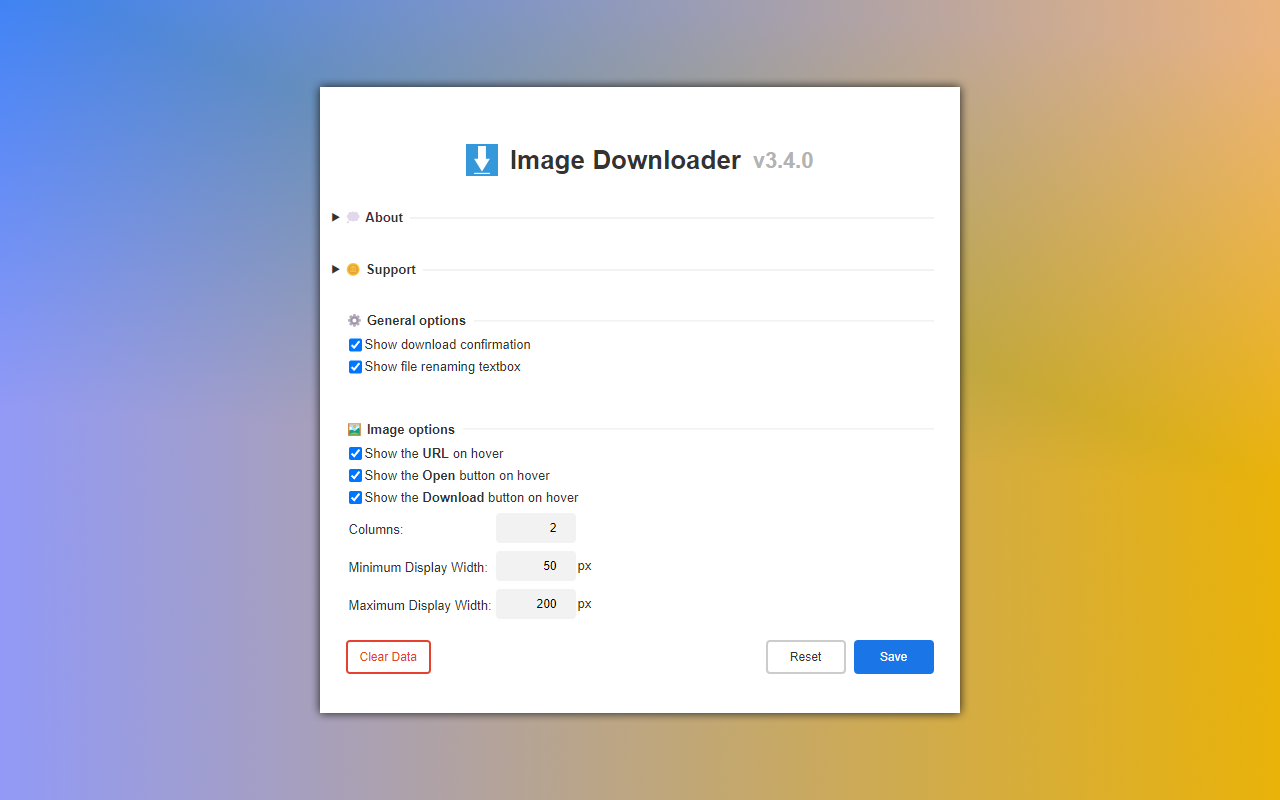 Image Downloader v3.4.0
About
Support
General options
Show download confirmation
Show file renaming textbox
Image options
Show the URL on hover
Show the Open button on hover
Show the Download button on hover
Columns: 2
Minimum Display Width: 50 px
Maximum Display Width: 200 px
Clear Data Reset Save